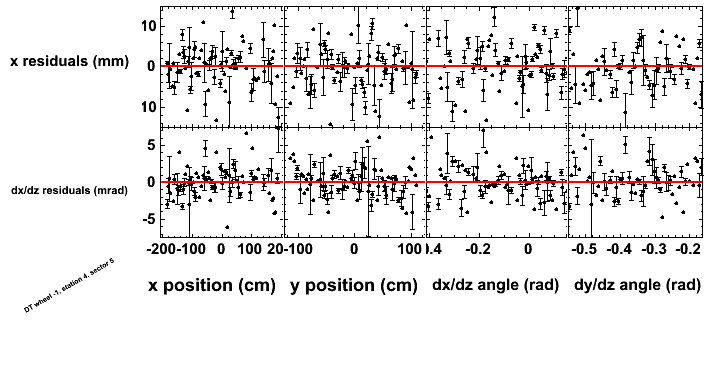 10
x residuals (mm)
0
10
5
dx/dz residuals (mrad)
0
-5
-200 -100 0 100 20 -100 0 100 1.4 -0.2 0 -0.5 -0.4 -0.3 -0.2
x position (cm) y position (cm) dx/dz angle (rad) dy/dz angle (rad)
DT wheel -1, station 4, sector 5